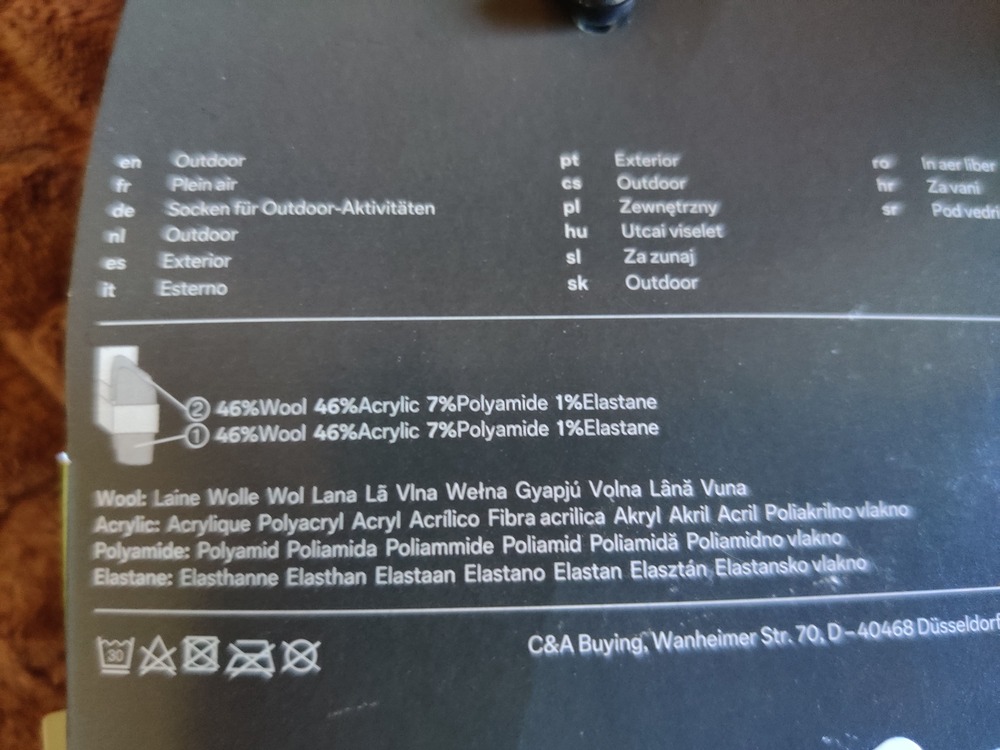 en Outdoor
fr Plein air
de Socken für Outdoor-Aktivitäten
nl Outdoor
es Exterior
it Esterno
pt Exterior
cs Outdoor
pl Zewnętrzny
hu Utcai viselet
sl Za zunaj
sk Outdoor
ro In aer liber
hr Za vani
sr Pod vedri
② 46%Wool 46%Acrylic 7%Polyamide 1%Elastane
① 46%Wool 46%Acrylic 7%Polyamide 1%Elastane
Wool: Laine Wolle Wol Lana Lã Vlna Wełna Gyapjú Volna Lână Vuna
Acrylic: Acrylique Polyacryl Acryl Acrílico Fibra acrilica Akryl Akril Acril Poliakrilno vlakno
Polyamide: Polyamid Poliamida Poliammide Poliamid Poliamidă Poliamidno vlakno
Elastane: Elasthanne Elasthan Elastaan Elastano Elastan Elasztán Elastansko vlakno
30
C&A Buying, Wanheimer Str. 70, D-40468 Düsseldorf